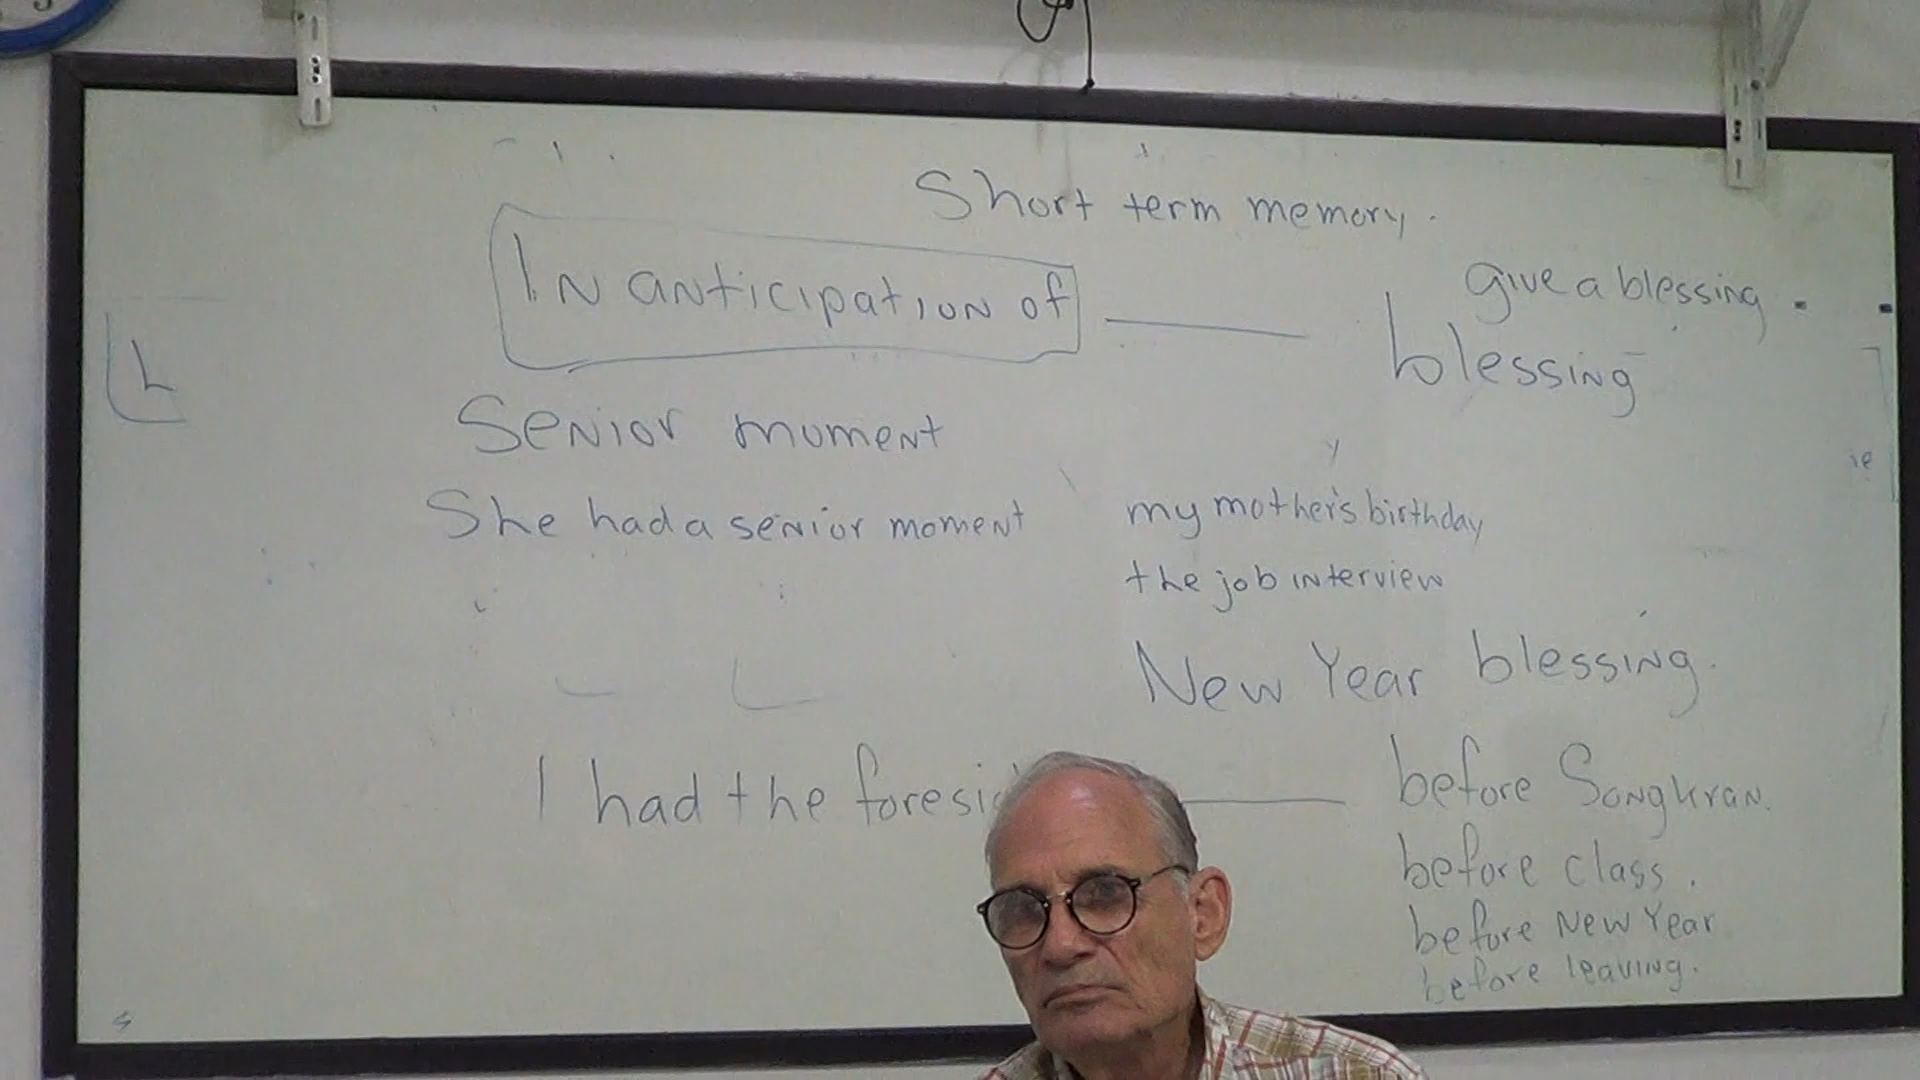 Short term memory.
In anticipation of
give a blessing
blessing
Senior moment
She had a senior moment
my mother's birthday
the job interview
New Year blessing.
I had the
before Songkran.
before class.
before New Year
before leaving.
ie